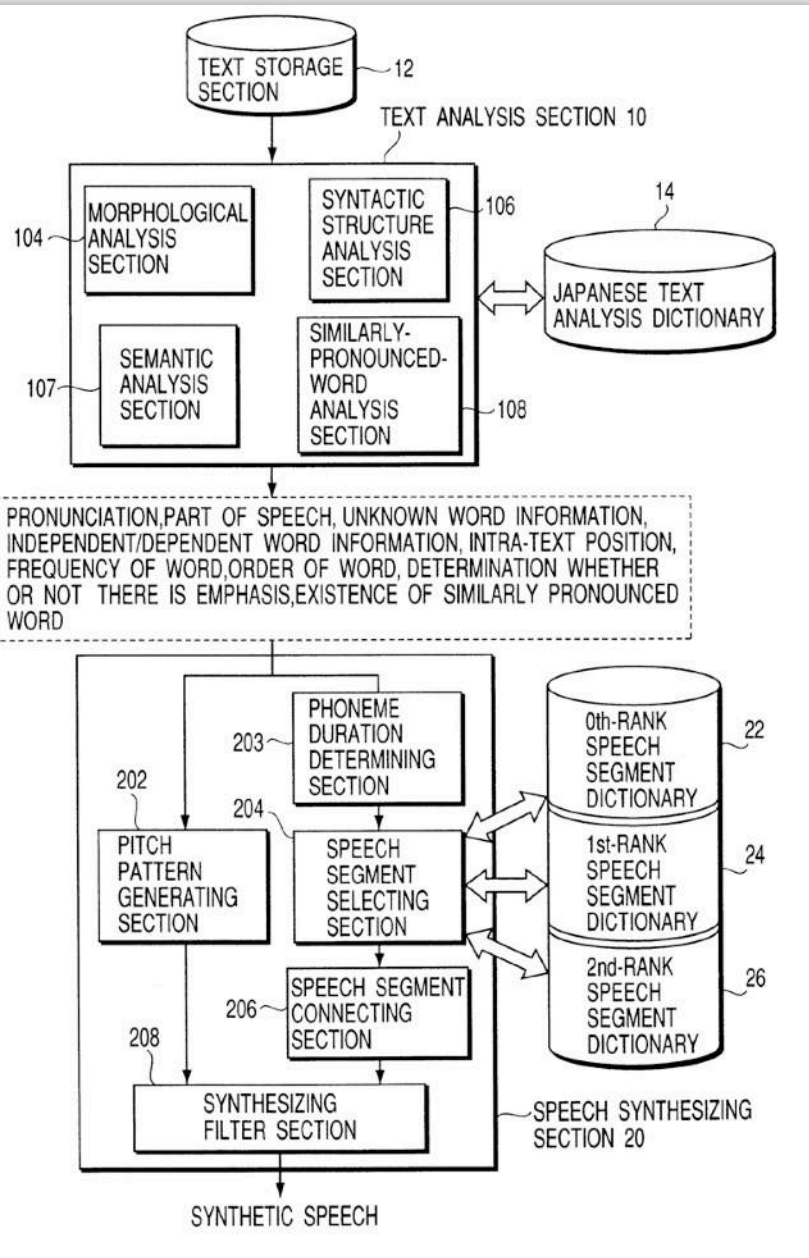 TEXT STORAGE
SECTION
12
TEXT ANALYSIS SECTION 10
104
MORPHOLOGICAL
ANALYSIS
SECTION
SYNTACTIC
STRUCTURE
ANALYSIS
SECTION
106
14
JAPANESE TEXT
ANALYSIS DICTIONARY
107
SEMANTIC
ANALYSIS
SECTION
SIMILARLY-
PRONOUNCED-
WORD
ANALYSIS
SECTION
108
PRONUNCIATION,PART OF SPEECH, UNKNOWN WORD INFORMATION,
INDEPENDENT/DEPENDENT WORD INFORMATION, INTRA-TEXT POSITION,
FREQUENCY OF WORD,ORDER OF WORD, DETERMINATION WHETHER
OR NOT THERE IS EMPHASIS,EXISTENCE OF SIMILARLY PRONOUNCED
WORD
203
PHONEME
DURATION
DETERMINING
SECTION
0th-RANK
SPEECH
SEGMENT
DICTIONARY
22
202
PITCH
PATTERN
GENERATING
SECTION
204
SPEECH
SEGMENT
SELECTING
SECTION
1st-RANK
SPEECH
SEGMENT
DICTIONARY
24
206
SPEECH SEGMENT
CONNECTING
SECTION
2nd-RANK
SPEECH
SEGMENT
DICTIONARY
26
208
SYNTHESIZING
FILTER SECTION
SPEECH SYNTHESIZING
SECTION 20
SYNTHETIC SPEECH